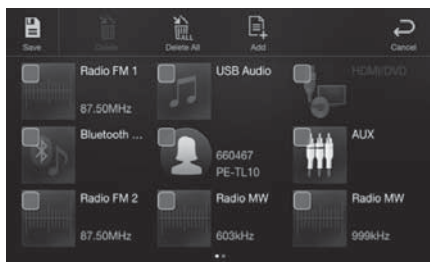 Save
Delete
Delete All
Add
Cancel
ALL
Radio FM 1
87.50MHz
USB Audio
HDMI/DVD
Bluetooth ...
660467
PE-TL10
AUX
Radio FM 2
87.50MHz
Radio MW
603kHz
Radio MW
999kHz